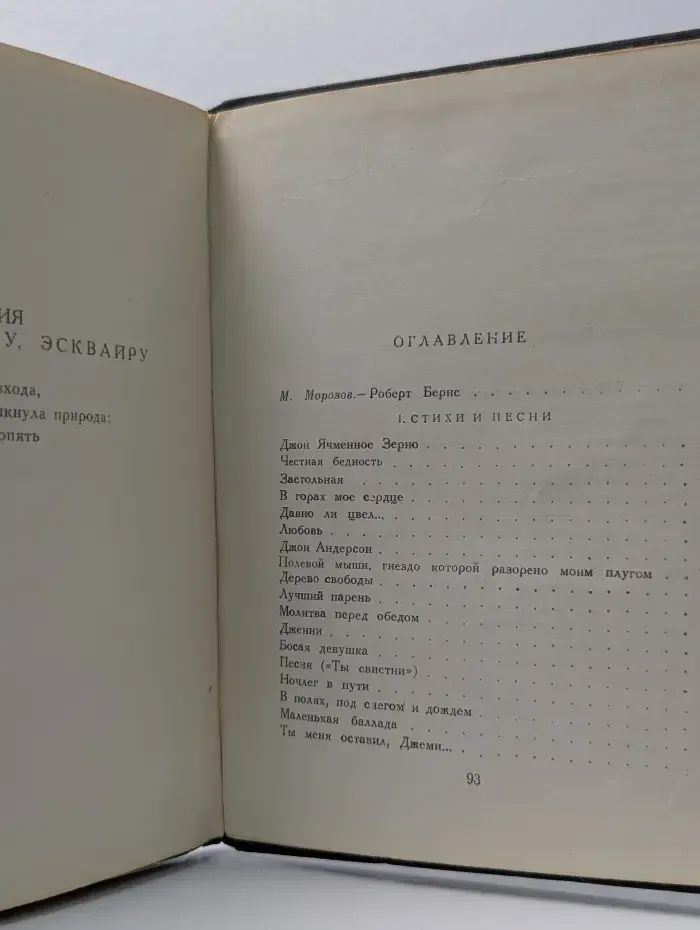 ИЯ
У. ЭСКВАЙРУ
входа,
икнула природа:
опять
ОГЛАВЛЕНИЕ
М. Морозов.—Роберт Бернс . . . . . . . . . . . . .
I. СТИХИ И ПЕСНИ
Джон Ячменное Зерно . . . . . . . . . . . . . . .
Честная бедность . . . . . . . . . . . . . . . . .
Застольная . . . . . . . . . . . . . . . . . . .
В горах мое сердце . . . . . . . . . . . . . . . .
Давно ли цвел... . . . . . . . . . . . . . . . . .
Любовь . . . . . . . . . . . . . . . . . . . . .
Джон Андерсон . . . . . . . . . . . . . . . . . .
Полевой мыши, гнездо которой разорено моим плугом . .
Дерево свободы . . . . . . . . . . . . . . . . . .
Лучший парень . . . . . . . . . . . . . . . . . .
Молитва перед обедом . . . . . . . . . . . . . . .
Дженни . . . . . . . . . . . . . . . . . . . . .
Босая девушка . . . . . . . . . . . . . . . . . .
Песня («Ты свистни») . . . . . . . . . . . . . . .
Ночлег в пути . . . . . . . . . . . . . . . . . .
В полях, под снегом и дождем . . . . . . . . . . .
Маленькая баллада . . . . . . . . . . . . . . . .
Ты меня оставил, Джеми... . . . . . . . . . . . . .
93